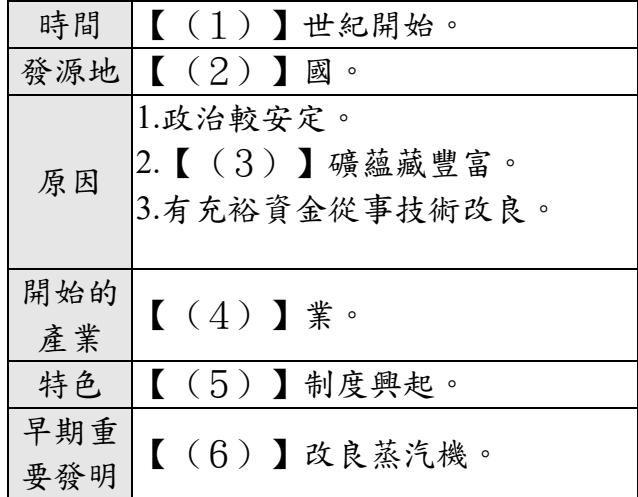 時間 【（1）】世紀開始。
發源地 【（2）】國。
原因
1.政治較安定。
2.【（3）】礦蘊藏豐富。
3.有充裕資金從事技術改良。
開始的
產業
【（4）】業。
特色 【（5）】制度興起。
早期重
要發明
【（6）】改良蒸汽機。